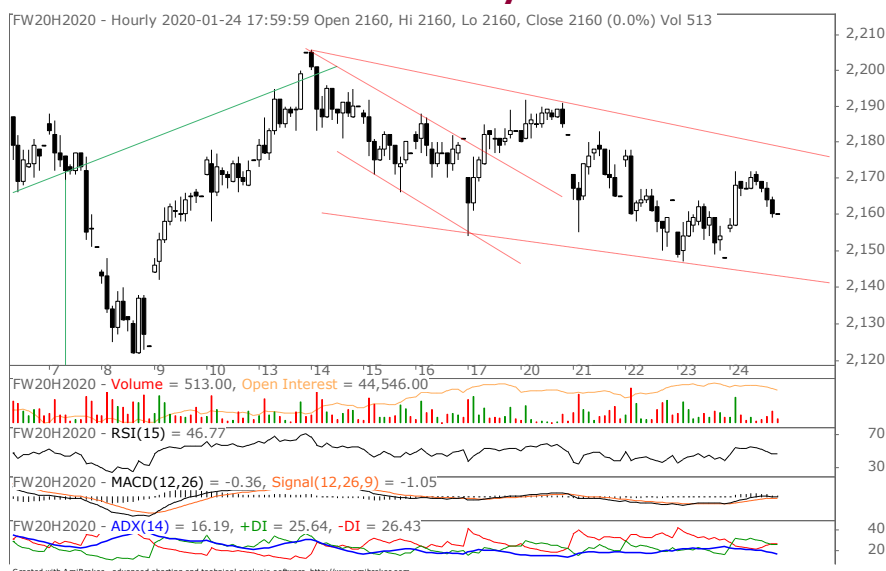 FW20H2020 - Hourly 2020-01-24 17:59:59 Open 2160, Hi 2160, Lo 2160, Close 2160 (0.0%) Vol 513
2,210
2,200
2,190
2,180
2,170
2,160
2,150
2,140
2,130
2,120
7 8 9 10 13 14 15 16 17 20 21 22 23 24
FW20H2020 - Volume = 513.00, Open Interest = 44,546.00
FW20H2020 - RSI(15) = 46.77
70
30
FW20H2020 - MACD(12,26) = -0.36, Signal(12,26,9) = -1.05
FW20H2020 - ADX(14) = 16.19, +DI = 25.64, -DI = 26.43
40
20